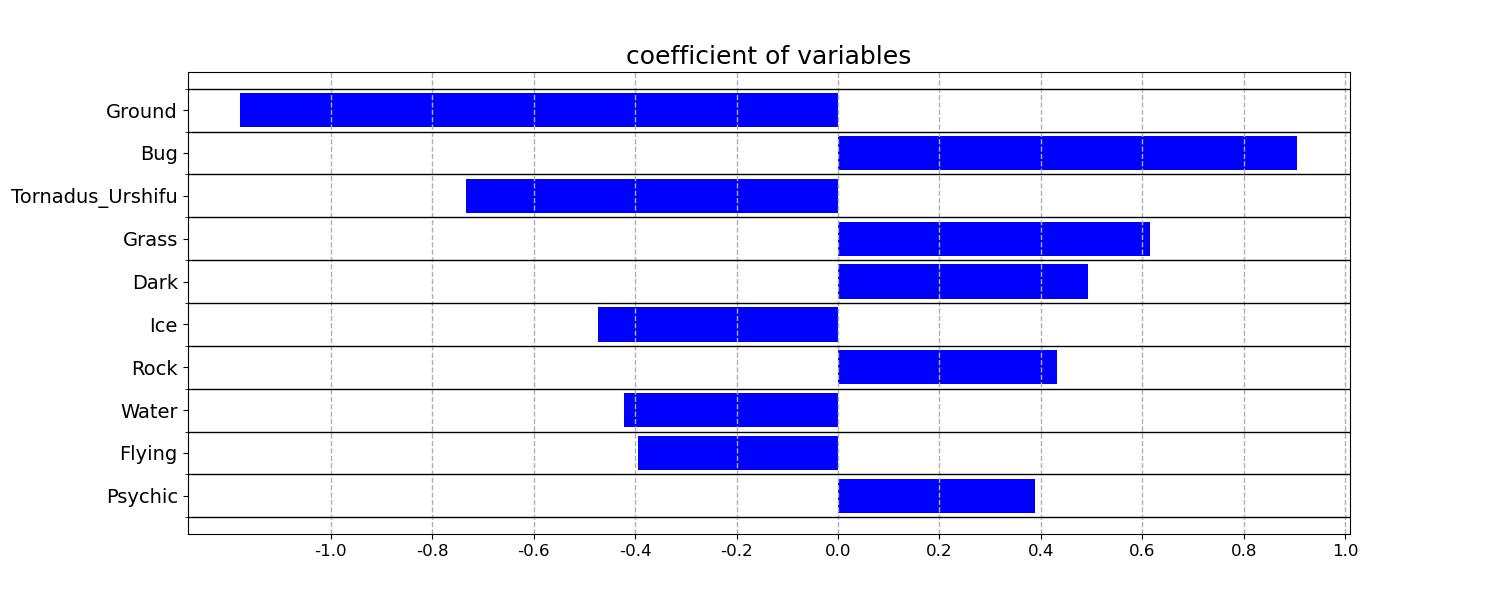 coefficient of variables
Ground
Bug
Tornadus_Urshifu
Grass
Dark
Ice
Rock
Water
Flying
Psychic
-1.0 -0.8 -0.6 -0.4 -0.2 0.0 0.2 0.4 0.6 0.8 1.0